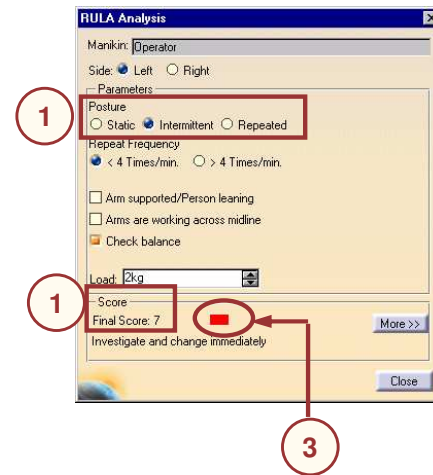 RULA Analysis
Manikin: Operator
Side: Left Right
Parameters
1
Posture
Static Intermittent Repeated
Repeat Frequency
< 4 Times/min. > 4 Times/min.
Arm supported/Person leaning
Arms are working across midline
Check balance
Load: 2kg
1
Score
Final Score: 7
More >>
Investigate and change immediately
Close
3